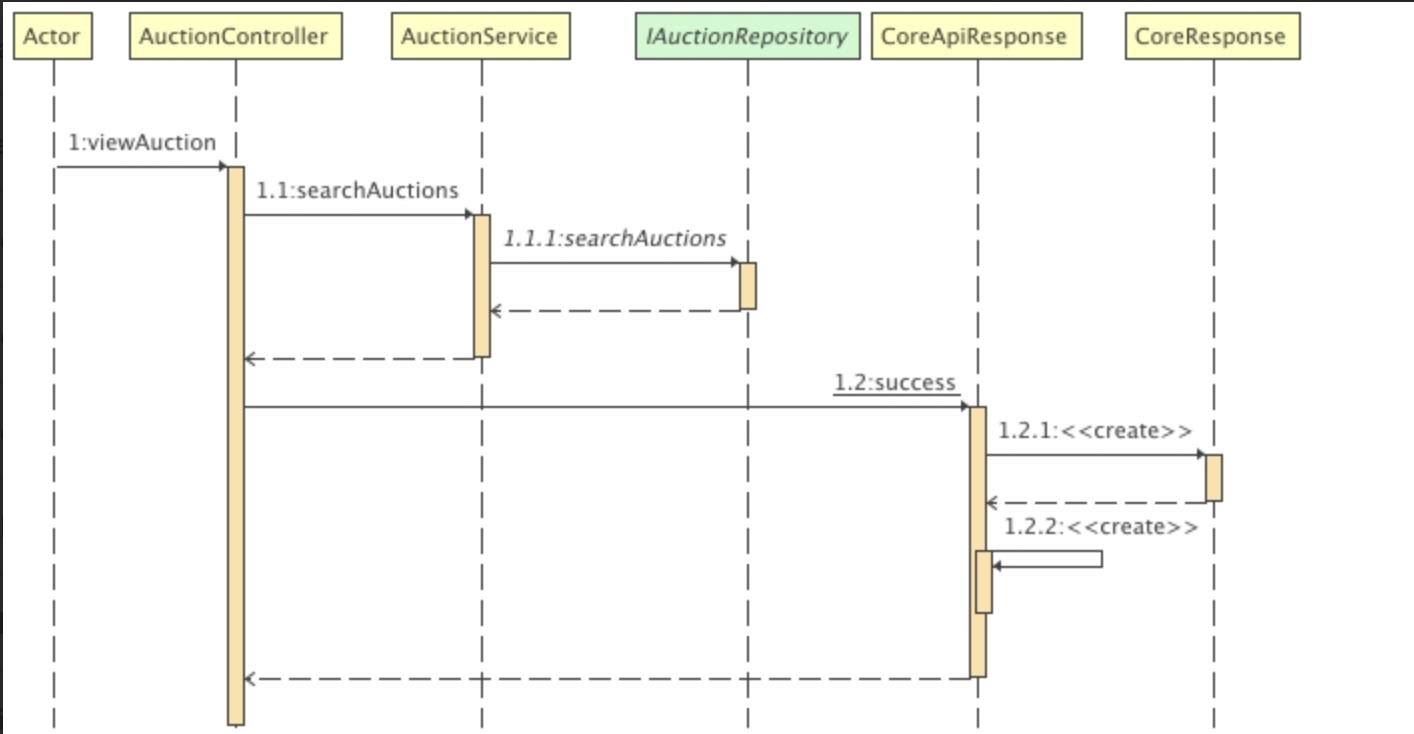 Actor
AuctionController
AuctionService
IAuctionRepository
CoreApiResponse
CoreResponse
1:viewAuction
1.1:searchAuctions
1.1.1:searchAuctions
1.2:success
1.2.1:<<create>>
1.2.2:<<create>>